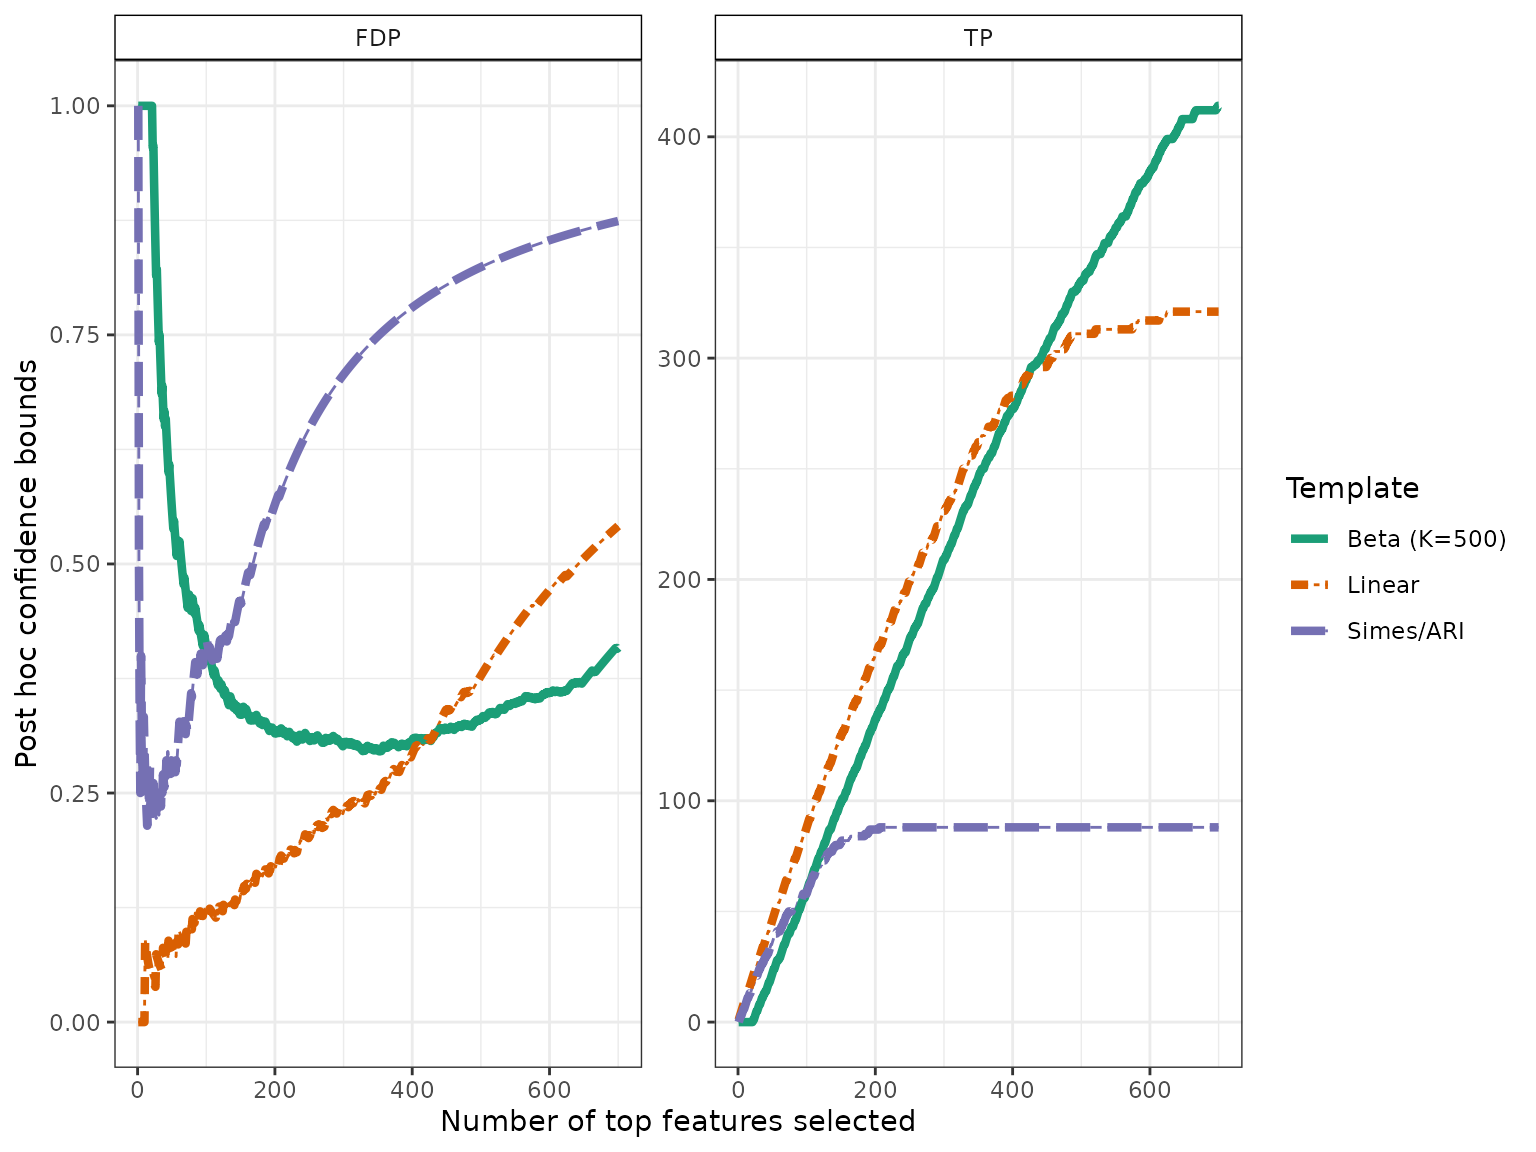 FDP
TP
Post hoc confidence bounds
1.00
0.75
0.50
0.25
0.00
400
300
200
100
0
0
200
400
600
0
200
400
600
Number of top features selected
Template
Beta (K=500)
Linear
Simes/ARI